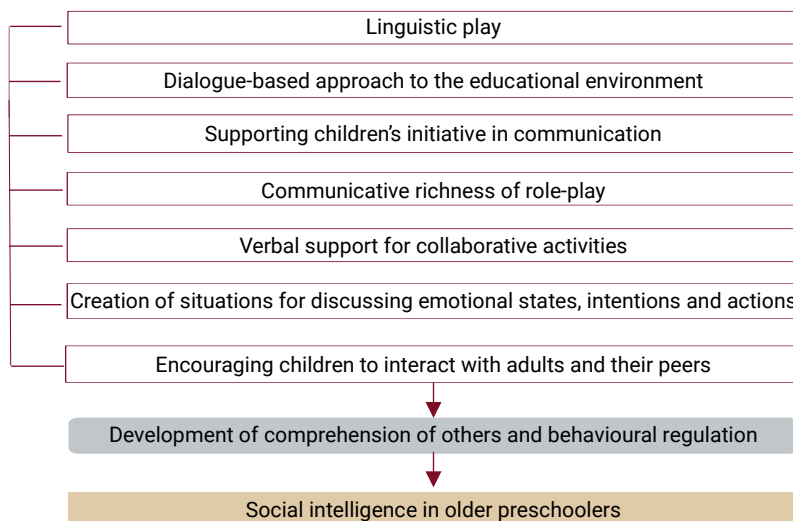 Linguistic play
Dialogue-based approach to the educational environment
Supporting children's initiative in communication
Communicative richness of role-play
Verbal support for collaborative activities
Creation of situations for discussing emotional states, intentions and actions
Encouraging children to interact with adults and their peers
Development of comprehension of others and behavioural regulation
Social intelligence in older preschoolers